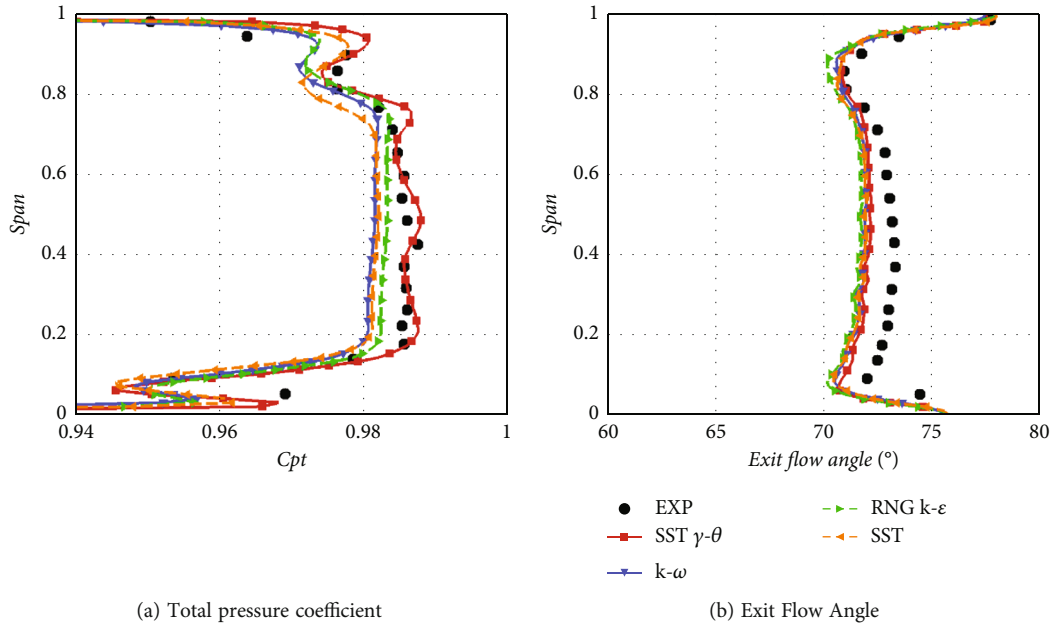 1
0.8
0.6
0.4
0.2
0
Span
0.94
0.96
0.98
1
Cpt
1
0.8
0.6
0.4
0.2
0
Span
60
65
70
75
80
Exit flow angle (°)
EXP
SST γ-θ
k-ω
RNG k-ε
SST
(a) Total pressure coefficient
(b) Exit Flow Angle